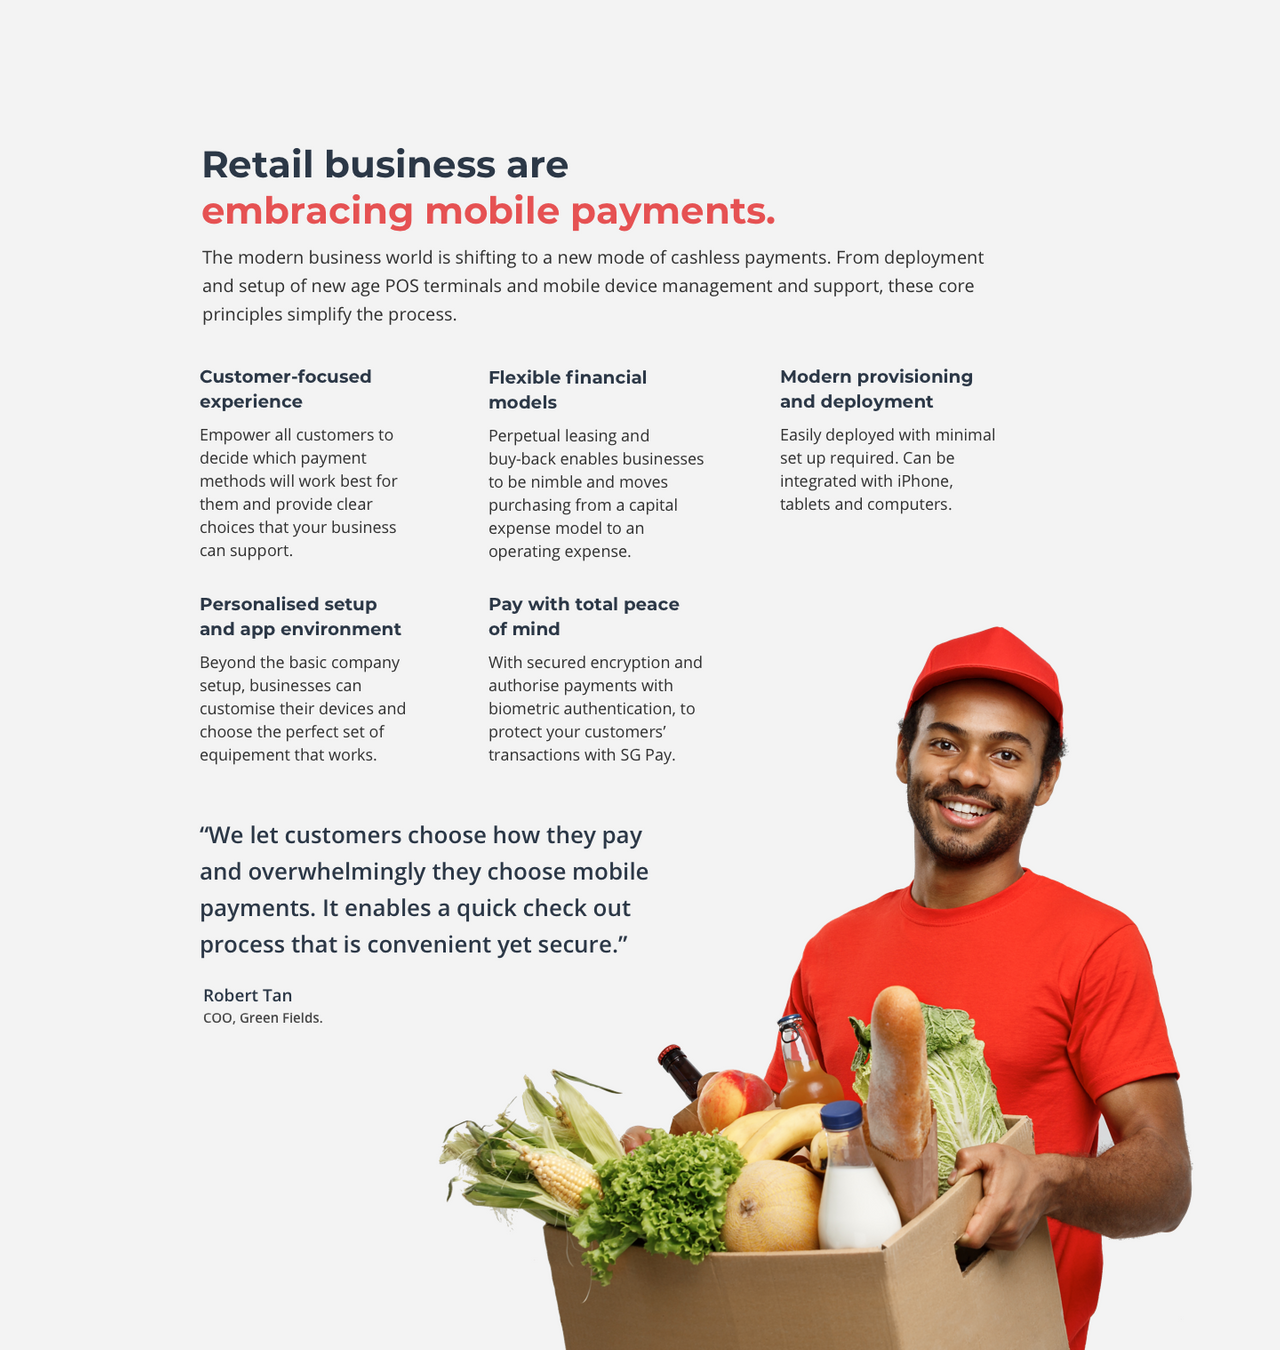 Retail business are
embracing mobile payments.
The modern business world is shifting to a new mode of cashless payments. From deployment
and setup of new age POS terminals and mobile device management and support, these core
principles simplify the process.
Customer-focused
experience
Empower all customers to
decide which payment
methods will work best for
them and provide clear
choices that your business
can support.
Flexible financial
models
Perpetual leasing and
buy-back enables businesses
to be nimble and moves
purchasing from a capital
expense model to an
operating expense.
Modern provisioning
and deployment
Easily deployed with minimal
set up required. Can be
integrated with iPhone,
tablets and computers.
Personalised setup
and app environment
Beyond the basic company
setup, businesses can
customise their devices and
choose the perfect set of
equipement that works.
Pay with total peace
of mind
With secured encryption and
authorise payments with
biometric authentication, to
protect your customers’
transactions with SG Pay.
“We let customers choose how they pay
and overwhelmingly they choose mobile
payments. It enables a quick check out
process that is convenient yet secure.”
Robert Tan
COO, Green Fields.